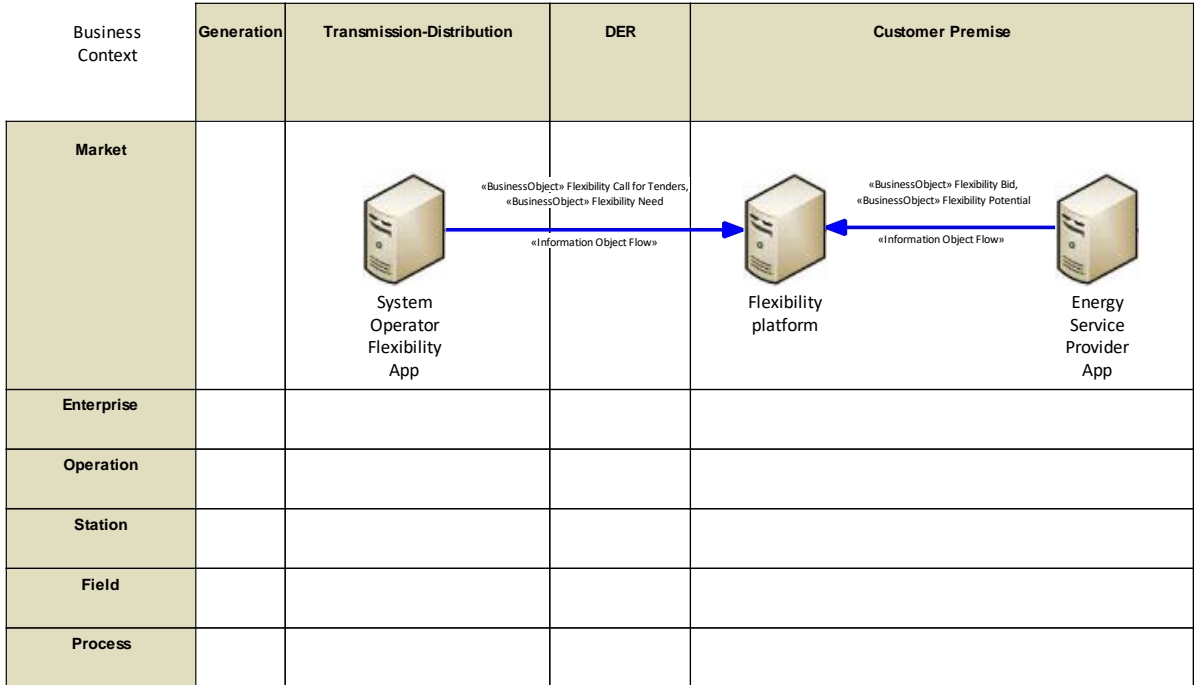 Business
Context
Generation
Transmission-Distribution
DER
Customer Premise
Market
«BusinessObject» Flexibility Call for Tenders,
«BusinessObject» Flexibility Need
«Information Object Flow»
«BusinessObject» Flexibility Bid,
«BusinessObject» Flexibility Potential
«Information Object Flow»
System
Operator
Flexibility
App
Flexibility
platform
Energy
Service
Provider
App
Enterprise
Operation
Station
Field
Process